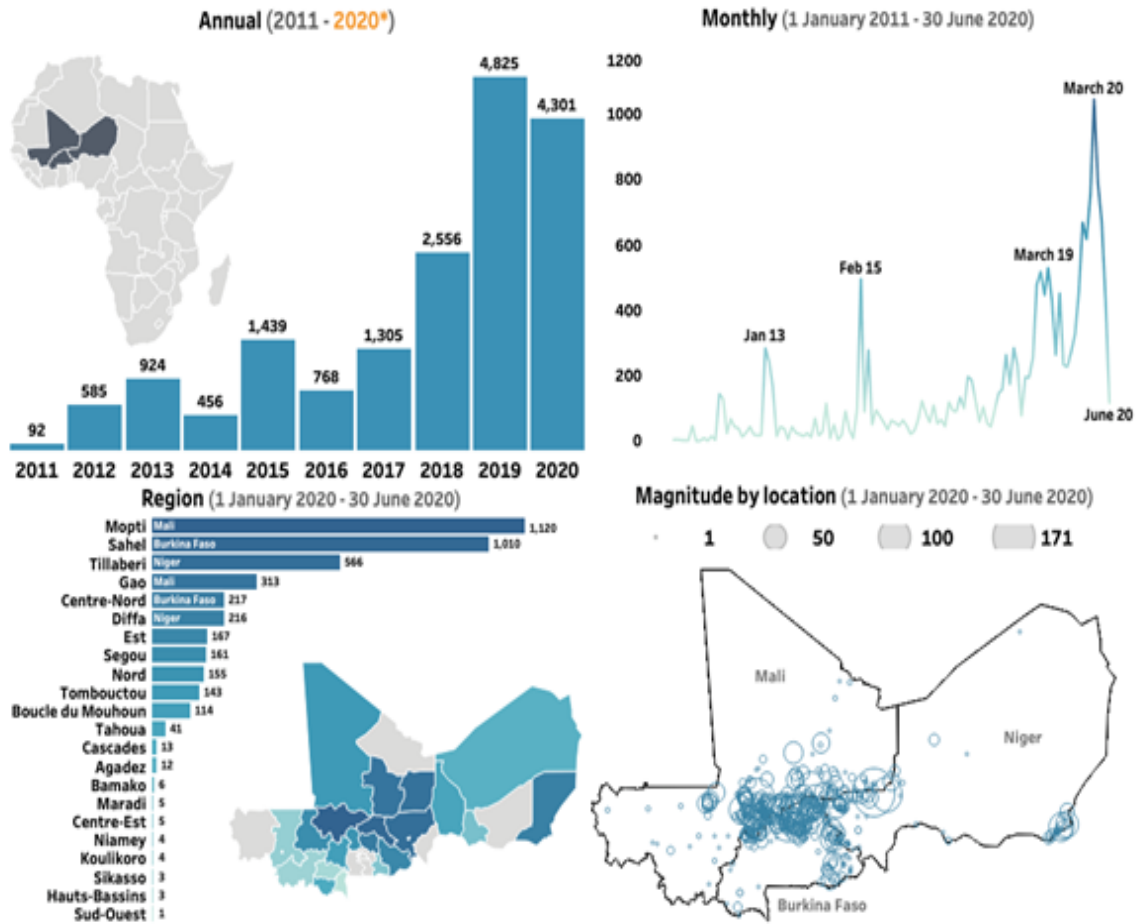 Annual (2011 - 2020*)
4,825
4,301
2,556
1,439
1,305
924
768
585
456
92
2011 2012 2013 2014 2015 2016 2017 2018 2019 2020
Monthly (1 January 2011 - 30 June 2020)
1200
1000
800
600
400
200
0
March 20
March 19
Feb 15
Jan 13
June 20
Region (1 January 2020 - 30 June 2020)
Mopti Mali 1,120
Sahel Burkina Faso 1,010
Tillaberi Niger 566
Gao Mali 313
Centre-Nord Burkina Faso 217
Diffa Niger 216
Est 167
Segou 161
Nord 155
Tombouctou 143
Boucle du Mouhoun 114
Tahoua 41
Cascades 13
Agadez 12
Bamako 6
Maradi 5
Centre-Est 5
Niamey 4
Koulikoro 4
Sikasso 3
Hauts-Bassins 3
Sud-Ouest 1
Magnitude by location (1 January 2020 - 30 June 2020)
1 50 100 171
Mali
Niger
Burkina Faso